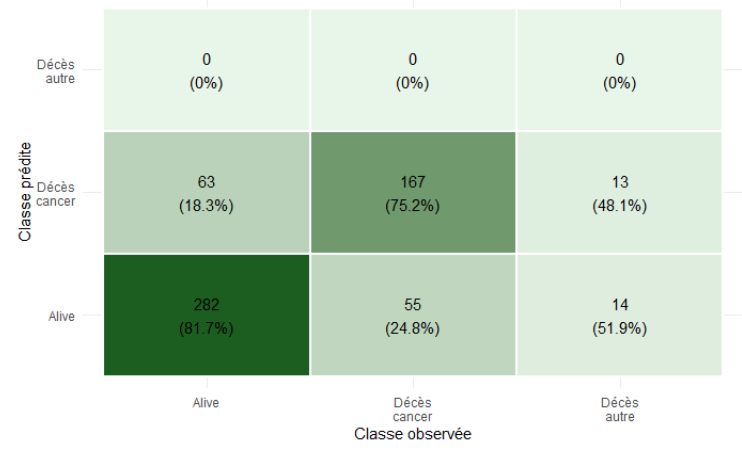 Classe prédite
Décès
autre
0
(0%)
0
(0%)
0
(0%)
Décès
cancer
63
(18.3%)
167
(75.2%)
13
(48.1%)
Alive
282
(81.7%)
55
(24.8%)
14
(51.9%)
Alive
Décès
cancer
Décès
autre
Classe observée